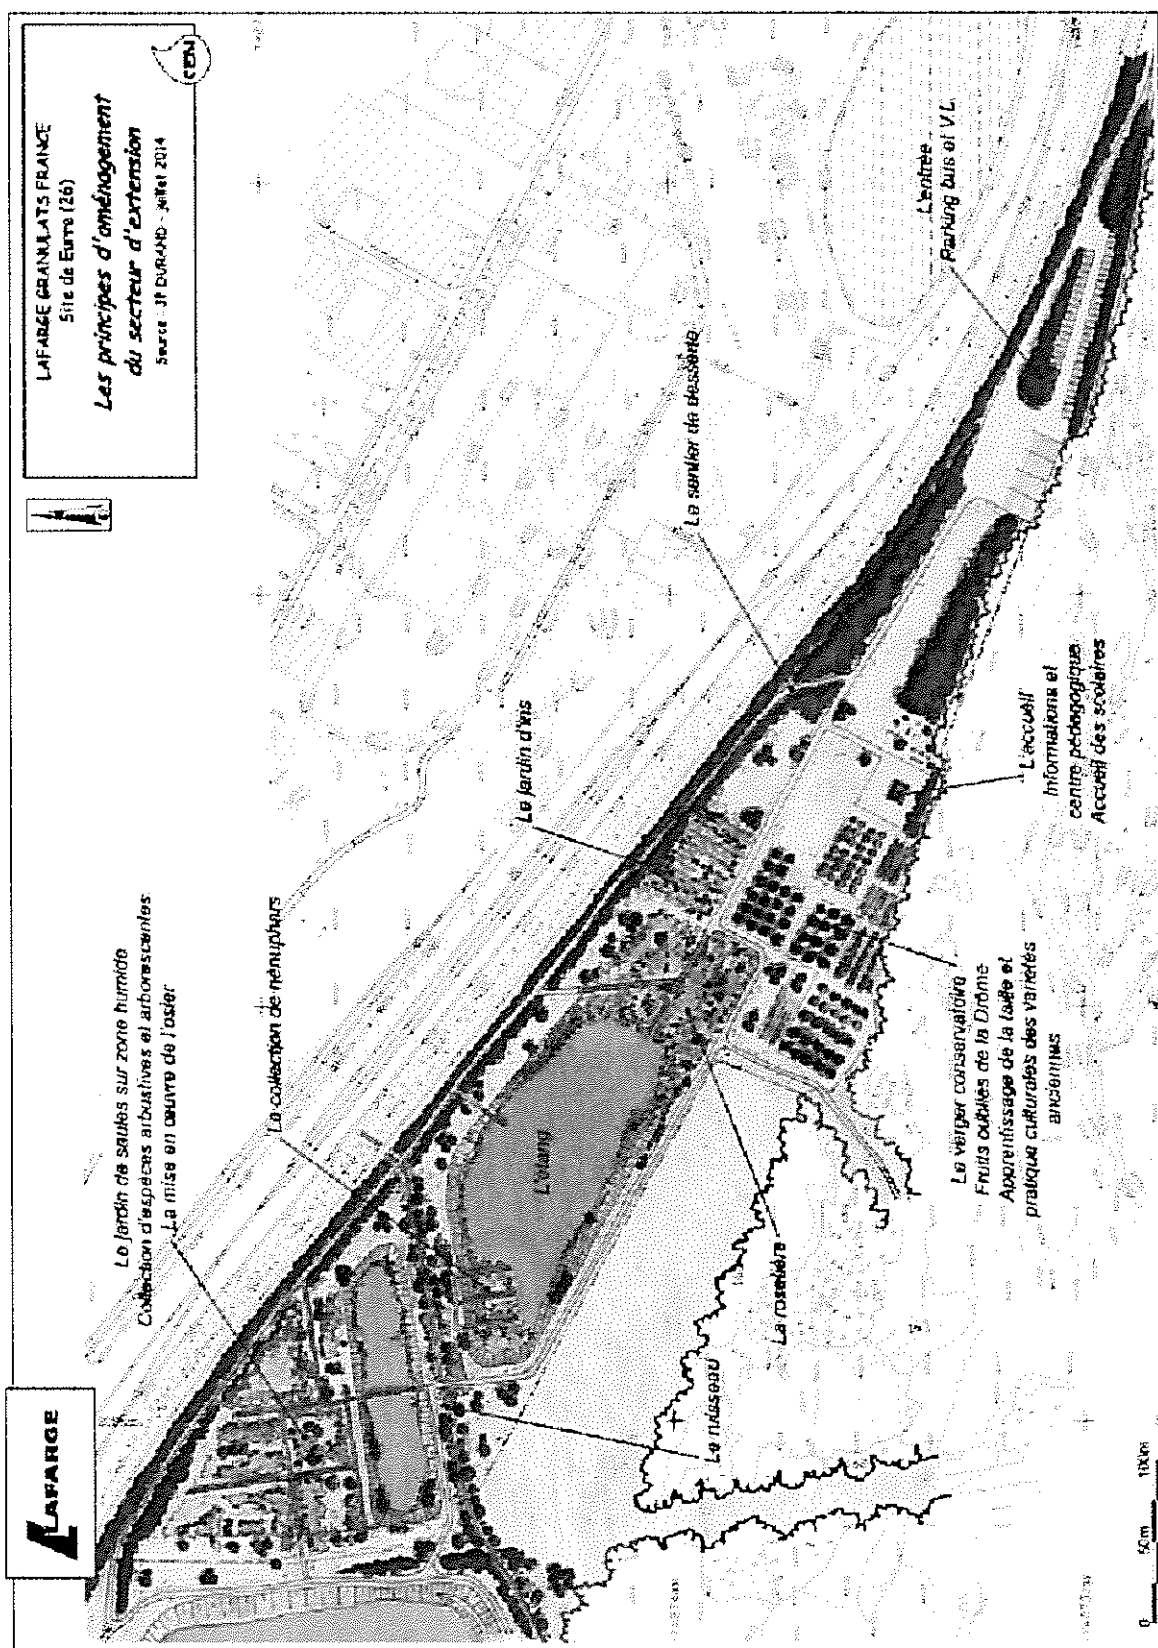 LAFARGE
LAFARGE GRANULATS FRANCE
Site de Eurre (26)
Les principes d'aménagement
du secteur d'extension
Source : JP DURAND - juillet 2014
CEN
Le jardin de saules sur zone humide
Collection d'espèces arbustives et arborescentes
La mise en œuvre de l'osier
La collection de nénuphars
Le jardin d'iris
Le sentier de desserte
L'entrée
Parking bus et V.L.
L'étang
Le ruisseau
La roselière
Le verger conservatoire
Fruits oubliés de la Drôme
Apprentissage de la taille et
pratique culturales des variétés
anciennes
L'accueil
Informations et
centre pédagogique
Accueil des scolaires
0 50m 100m